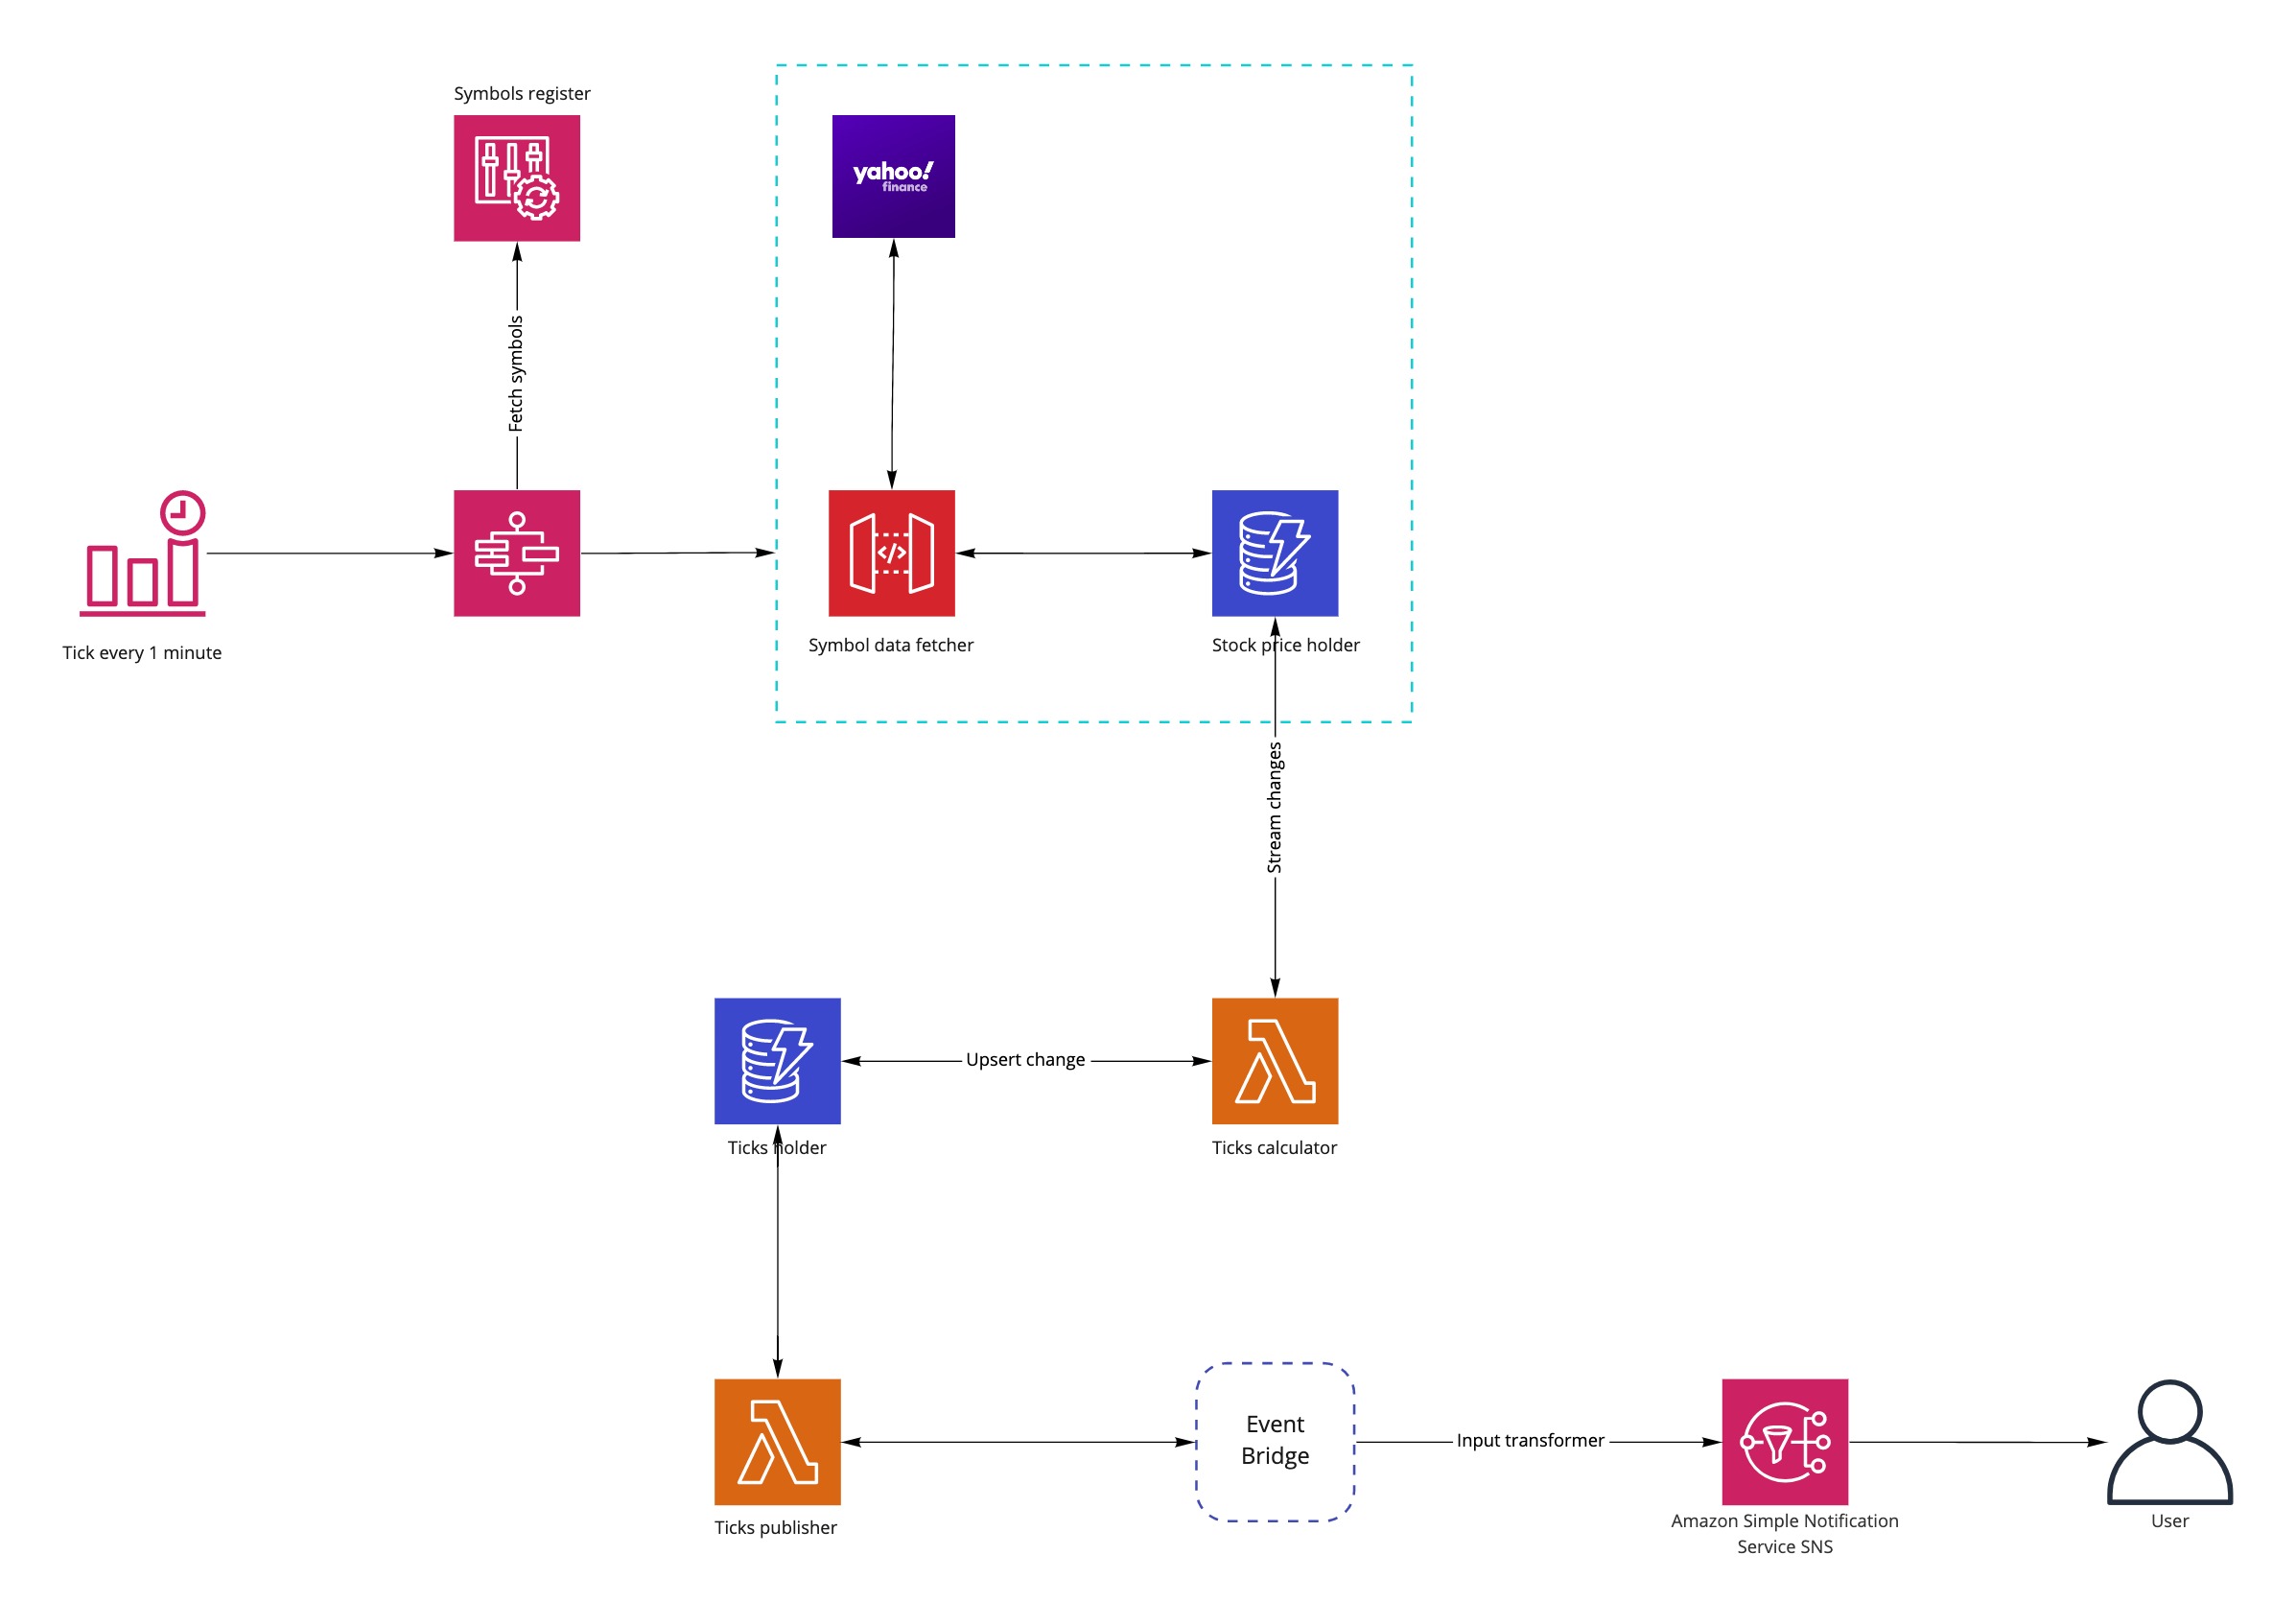 Symbols register
yahoo!
finance
Fetch symbols
Tick every 1 minute
</>
Symbol data fetcher
Stock price holder
Stream changes
Upsert change
Ticks holder
Ticks calculator
Event
Bridge
Input transformer
Ticks publisher
Amazon Simple Notification
Service SNS
User